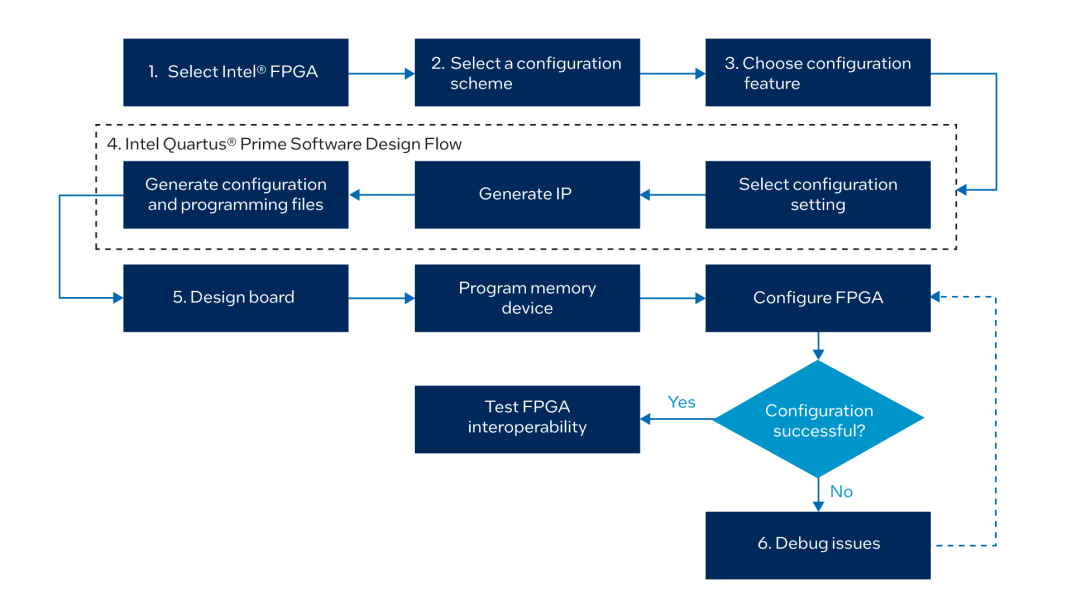 1. Select Intel® FPGA
2. Select a configuration
scheme
3. Choose configuration
feature
4. Intel Quartus® Prime Software Design Flow
Generate configuration
and programming files
Generate IP
Select configuration
setting
5. Design board
Program memory
device
Configure FPGA
Test FPGA
interoperability
Yes
Configuration
successful?
No
6. Debug issues